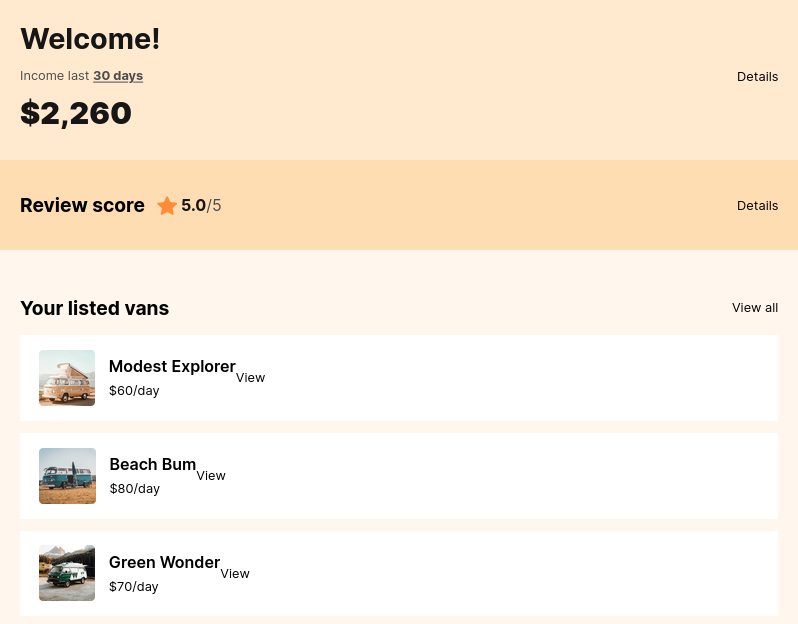 Welcome!
Income last 30 days
Details
$2,260
Review score 5.0/5
Details
Your listed vans
View all
Modest Explorer
View
$60/day
Beach Bum
View
$80/day
Green Wonder
View
$70/day